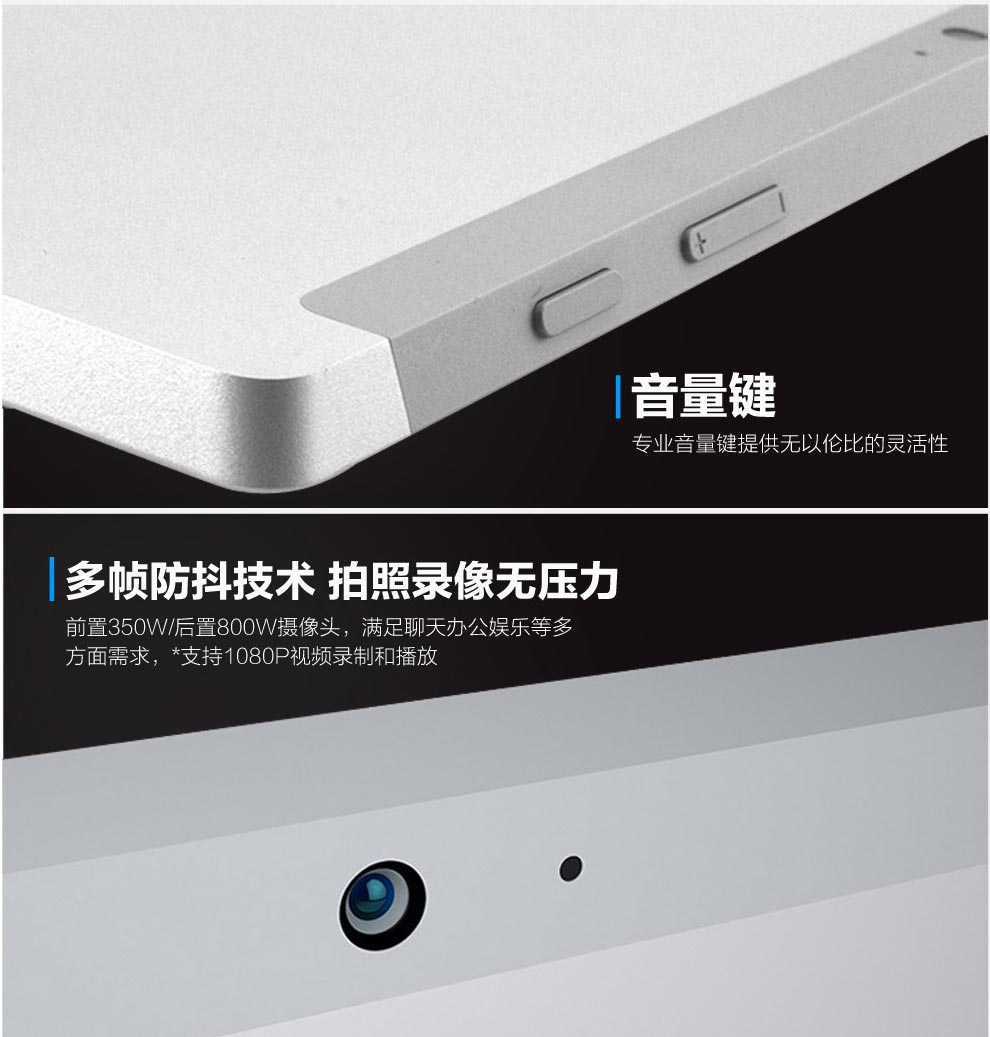 音量键
专业音量键提供无以伦比的灵活性
多帧防抖技术 拍照录像无压力
前置350W/后置800W摄像头，满足聊天办公娱乐等多
方面需求，*支持1080P视频录制和播放